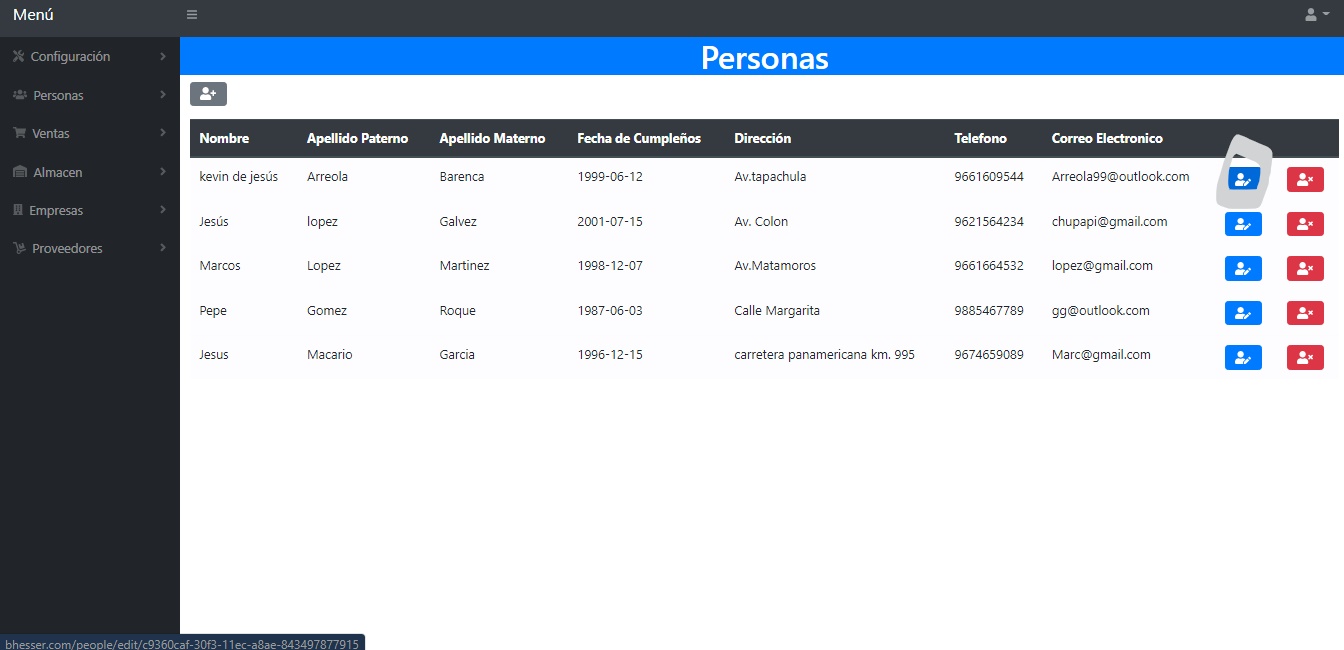 Menú
Personas
Configuración
Personas
Ventas
Almacen
Empresas
Proveedores
Nombre Apellido Paterno Apellido Materno Fecha de Cumpleños Dirección Telefono Correo Electronico
kevin de jesús Arreola Barenca 1999-06-12 Av.tapachula 9661609544 Arreola99@outlook.com
Jesús lopez Galvez 2001-07-15 Av. Colon 9621564234 chupapi@gmail.com
Marcos Lopez Martinez 1998-12-07 Av.Matamoros 9661664532 lopez@gmail.com
Pepe Gomez Roque 1987-06-03 Calle Margarita 9885467789 gg@outlook.com
Jesus Macario Garcia 1996-12-15 carretera panamericana km. 995 9674659089 Marc@gmail.com
bhesser.com/people/edit/c9360caf-30f3-11ec-a8ae-843497877915